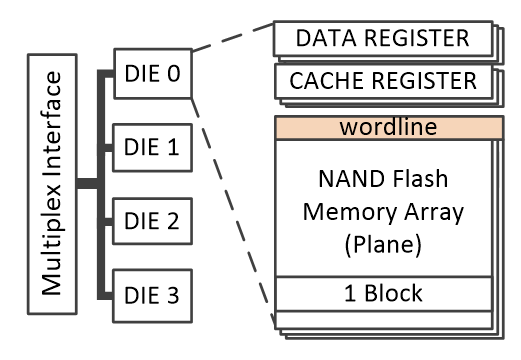 Multiplex Interface
DIE 0
DIE 1
DIE 2
DIE 3
DATA REGISTER
CACHE REGISTER
wordline
NAND Flash
Memory Array
(Plane)
1 Block